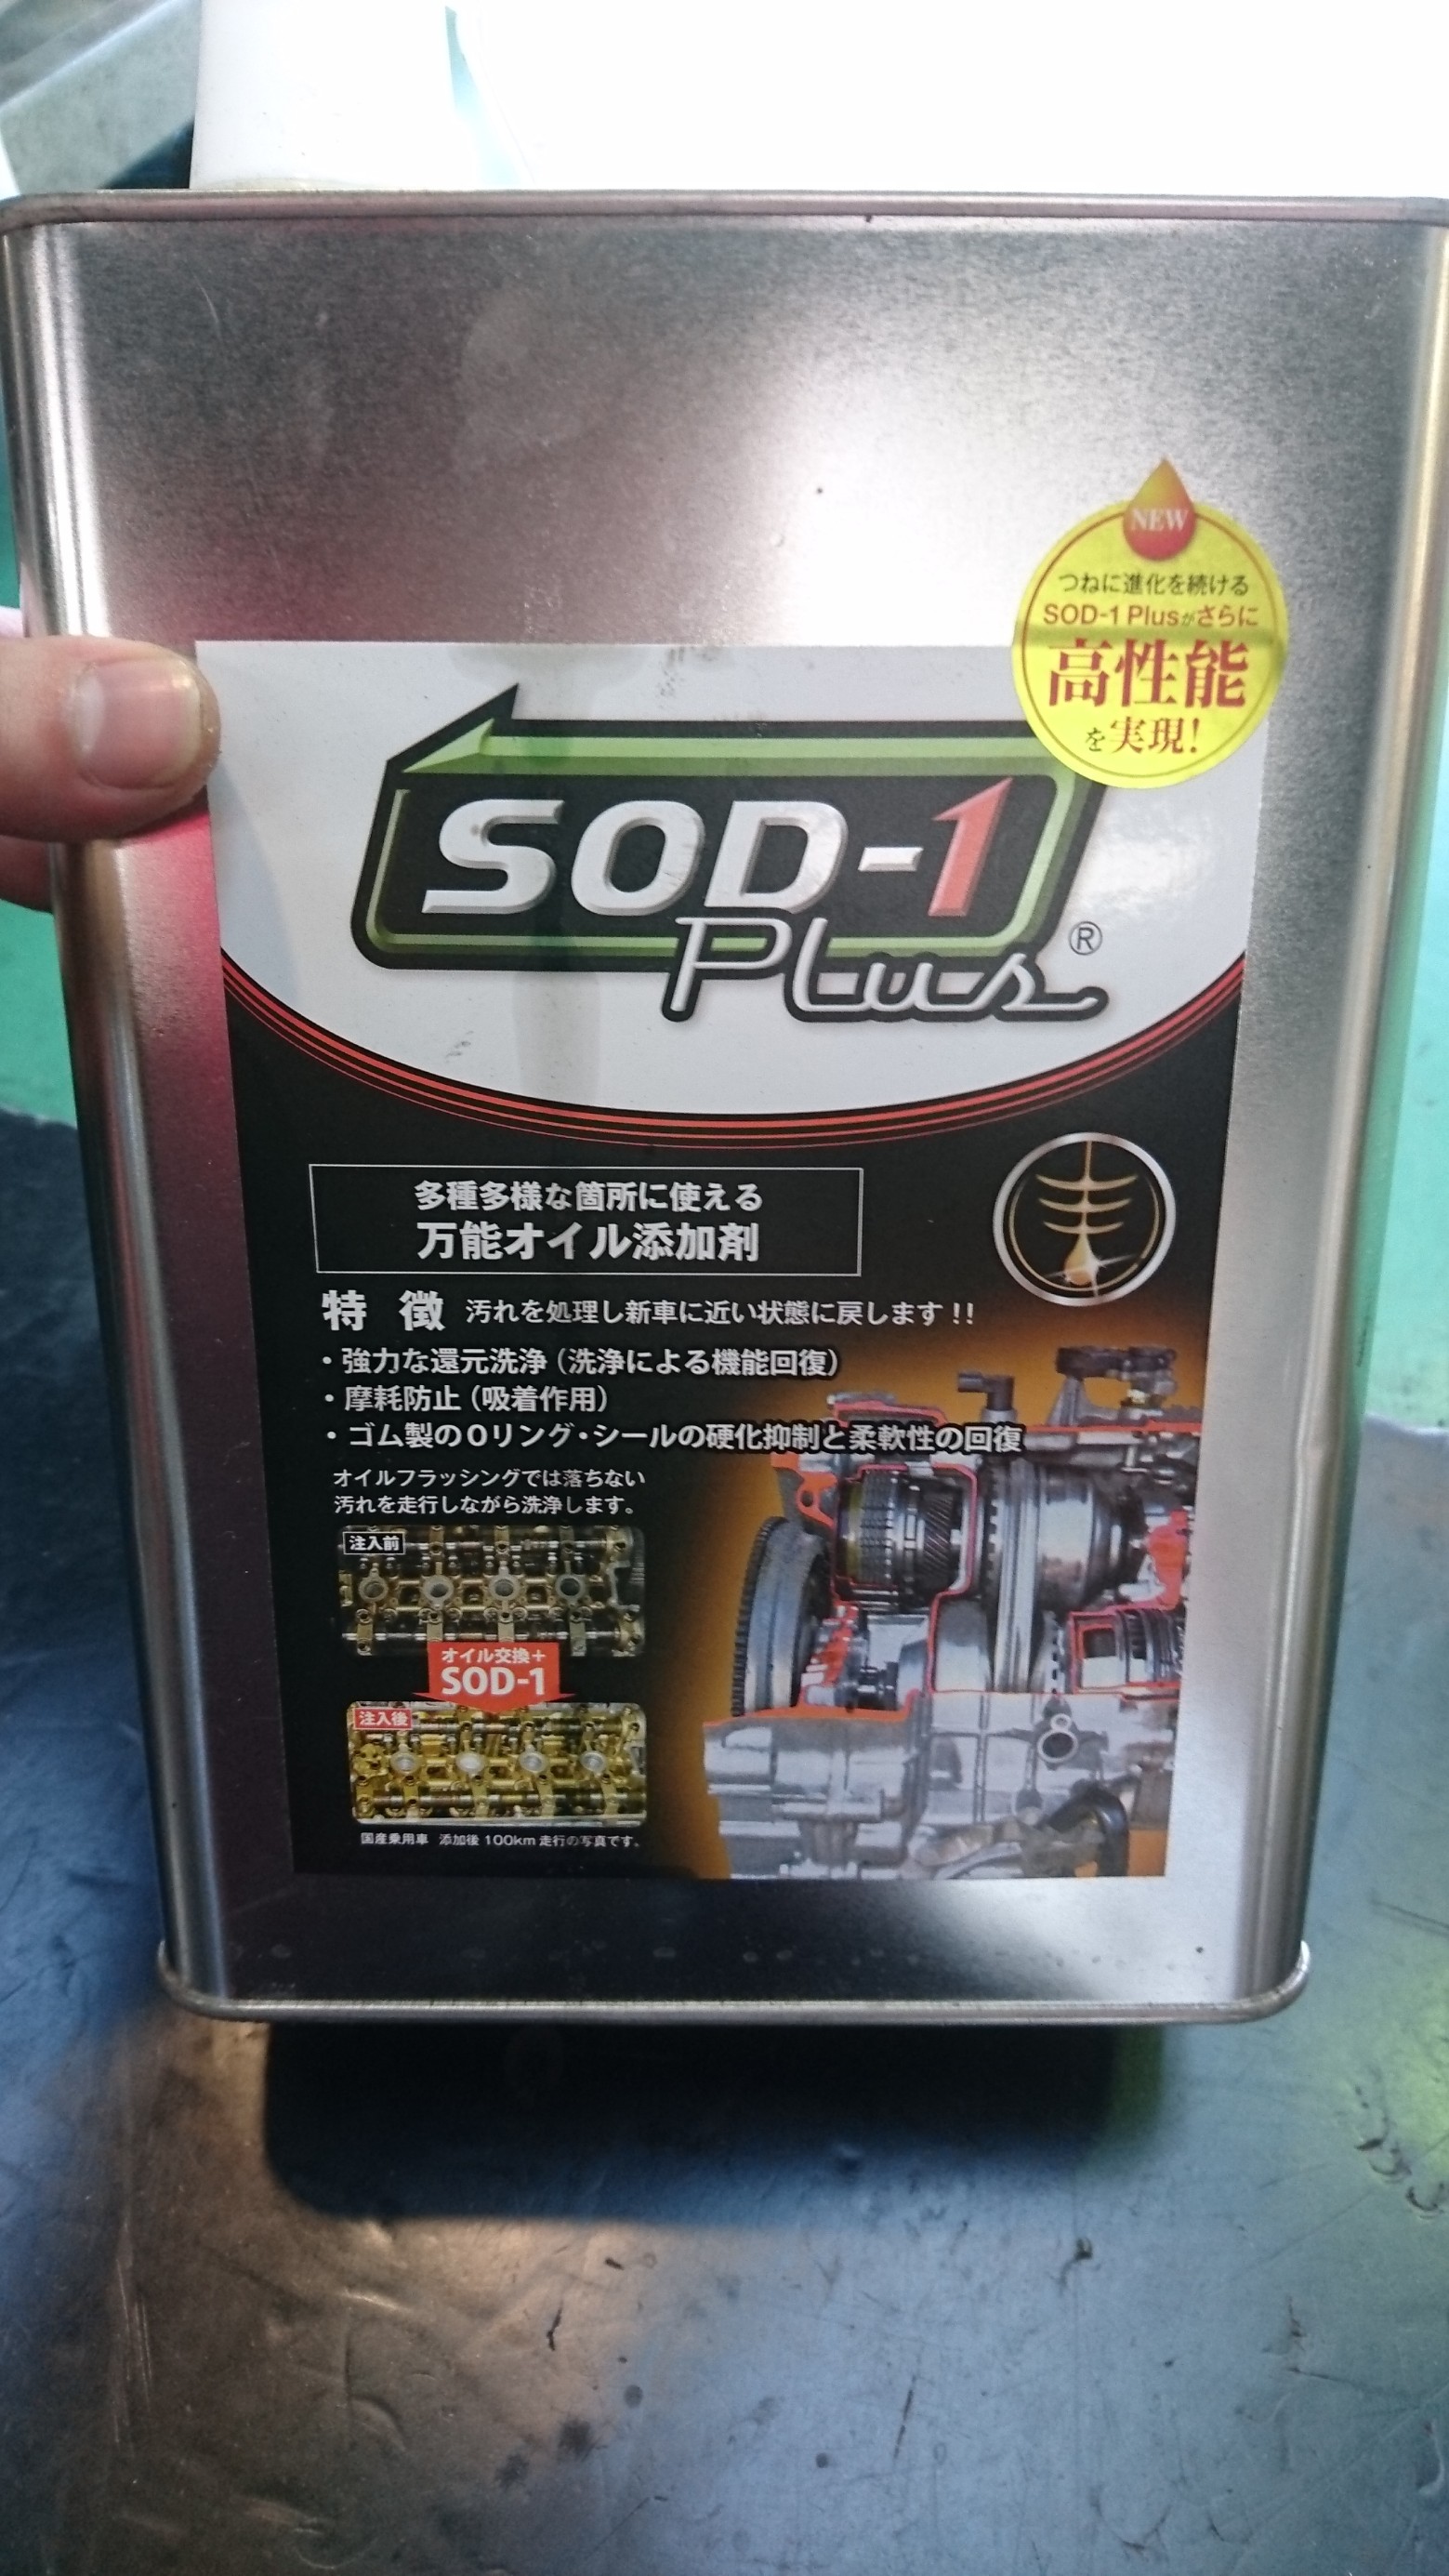 NEW
つねに進化を続ける
SOD-1 Plusがさらに
高性能
を実現!
SOD-1
Plus
®
多種多様な箇所に使える
万能オイル添加剤
特 徴 汚れを処理し新車に近い状態に戻します!!
・強力な還元洗浄(洗浄による機能回復)
・摩耗防止(吸着作用)
・ゴム製のOリング・シールの硬化抑制と柔軟性の回復
オイルフラッシングでは落ちない
汚れを走行しながら洗浄します。
注入前
オイル交換+
SOD-1
注入後
国産乗用車 添加後100km走行の写真です。